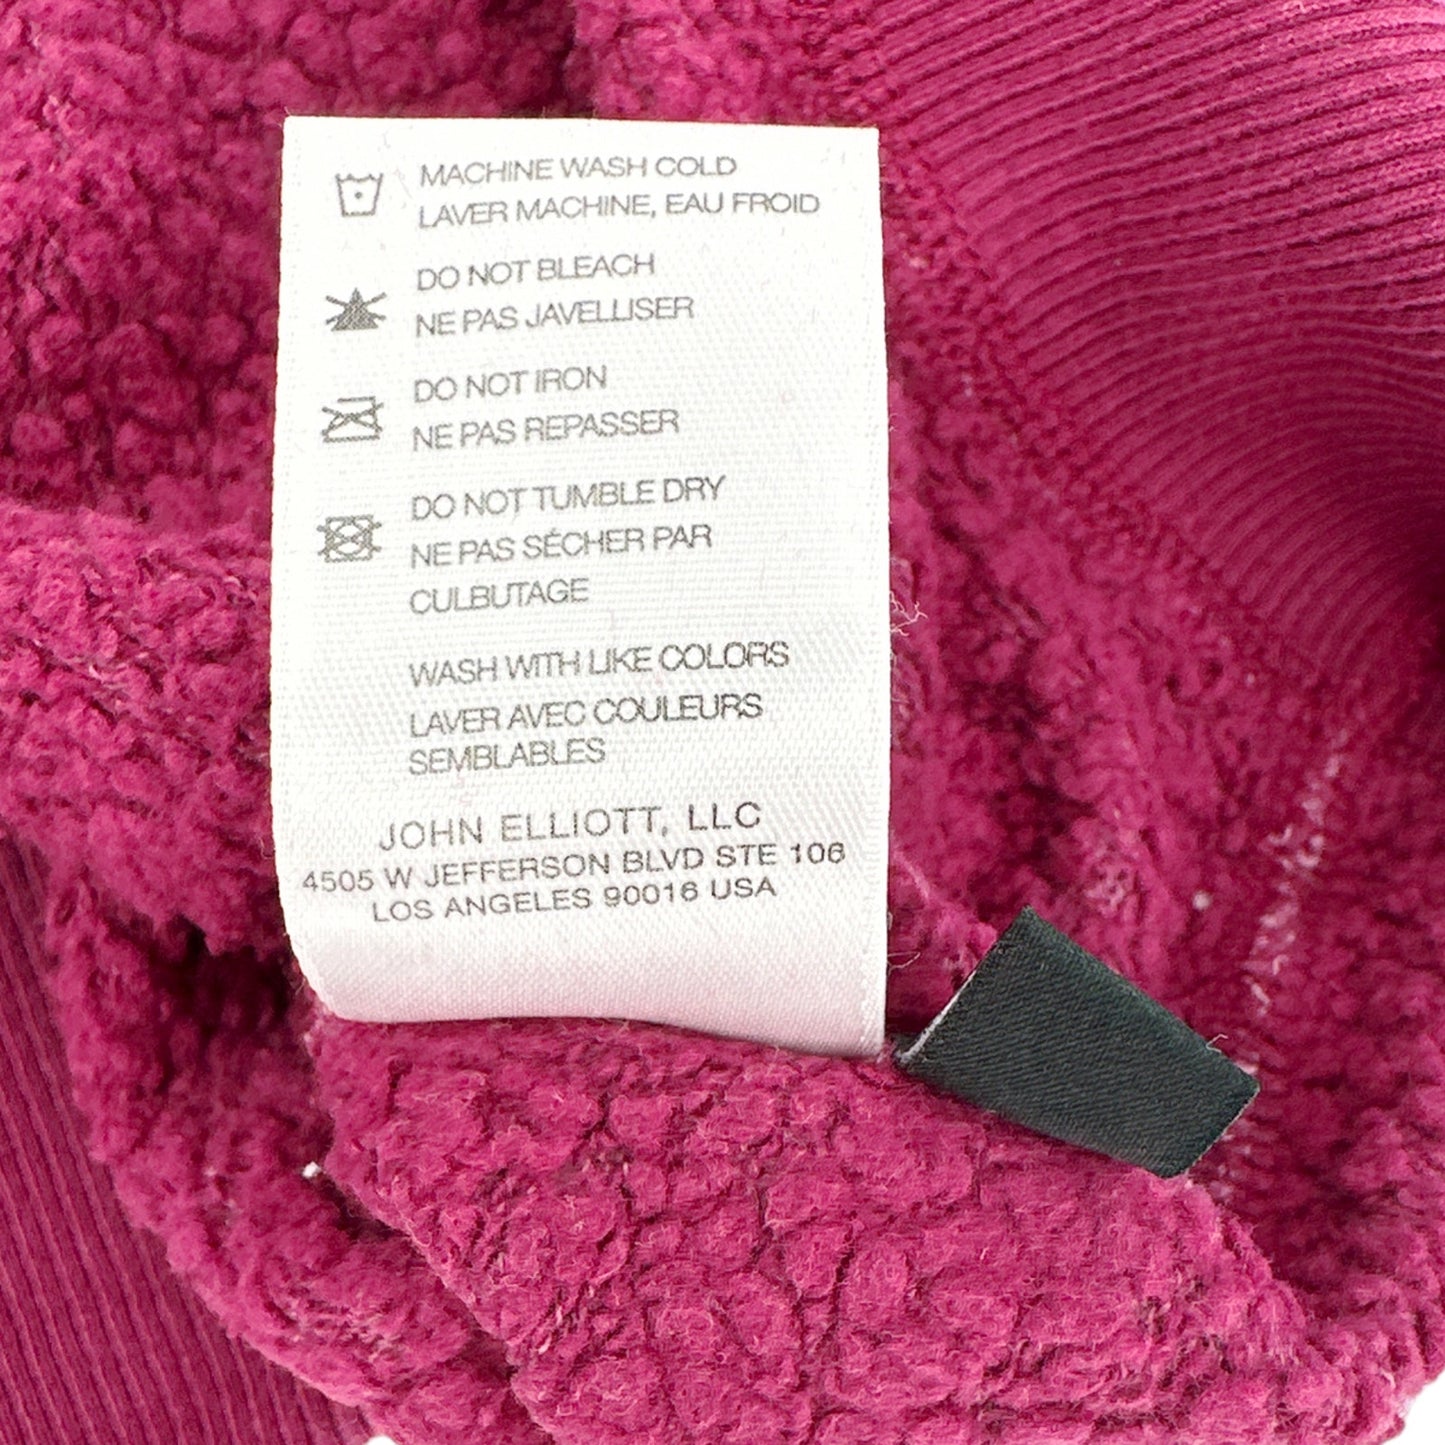 MACHINE WASH COLD
LAVER MACHINE, EAU FROID
DO NOT BLEACH
NE PAS JAVELLISER
DO NOT IRON
NE PAS REPASSER
DO NOT TUMBLE DRY
NE PAS SÉCHER PAR
CULBUTAGE
WASH WITH LIKE COLORS
LAVER AVEC COULEURS
SEMBLABLES
JOHN ELLIOTT, LLC
4505 W JEFFERSON BLVD STE 106
LOS ANGELES 90016 USA